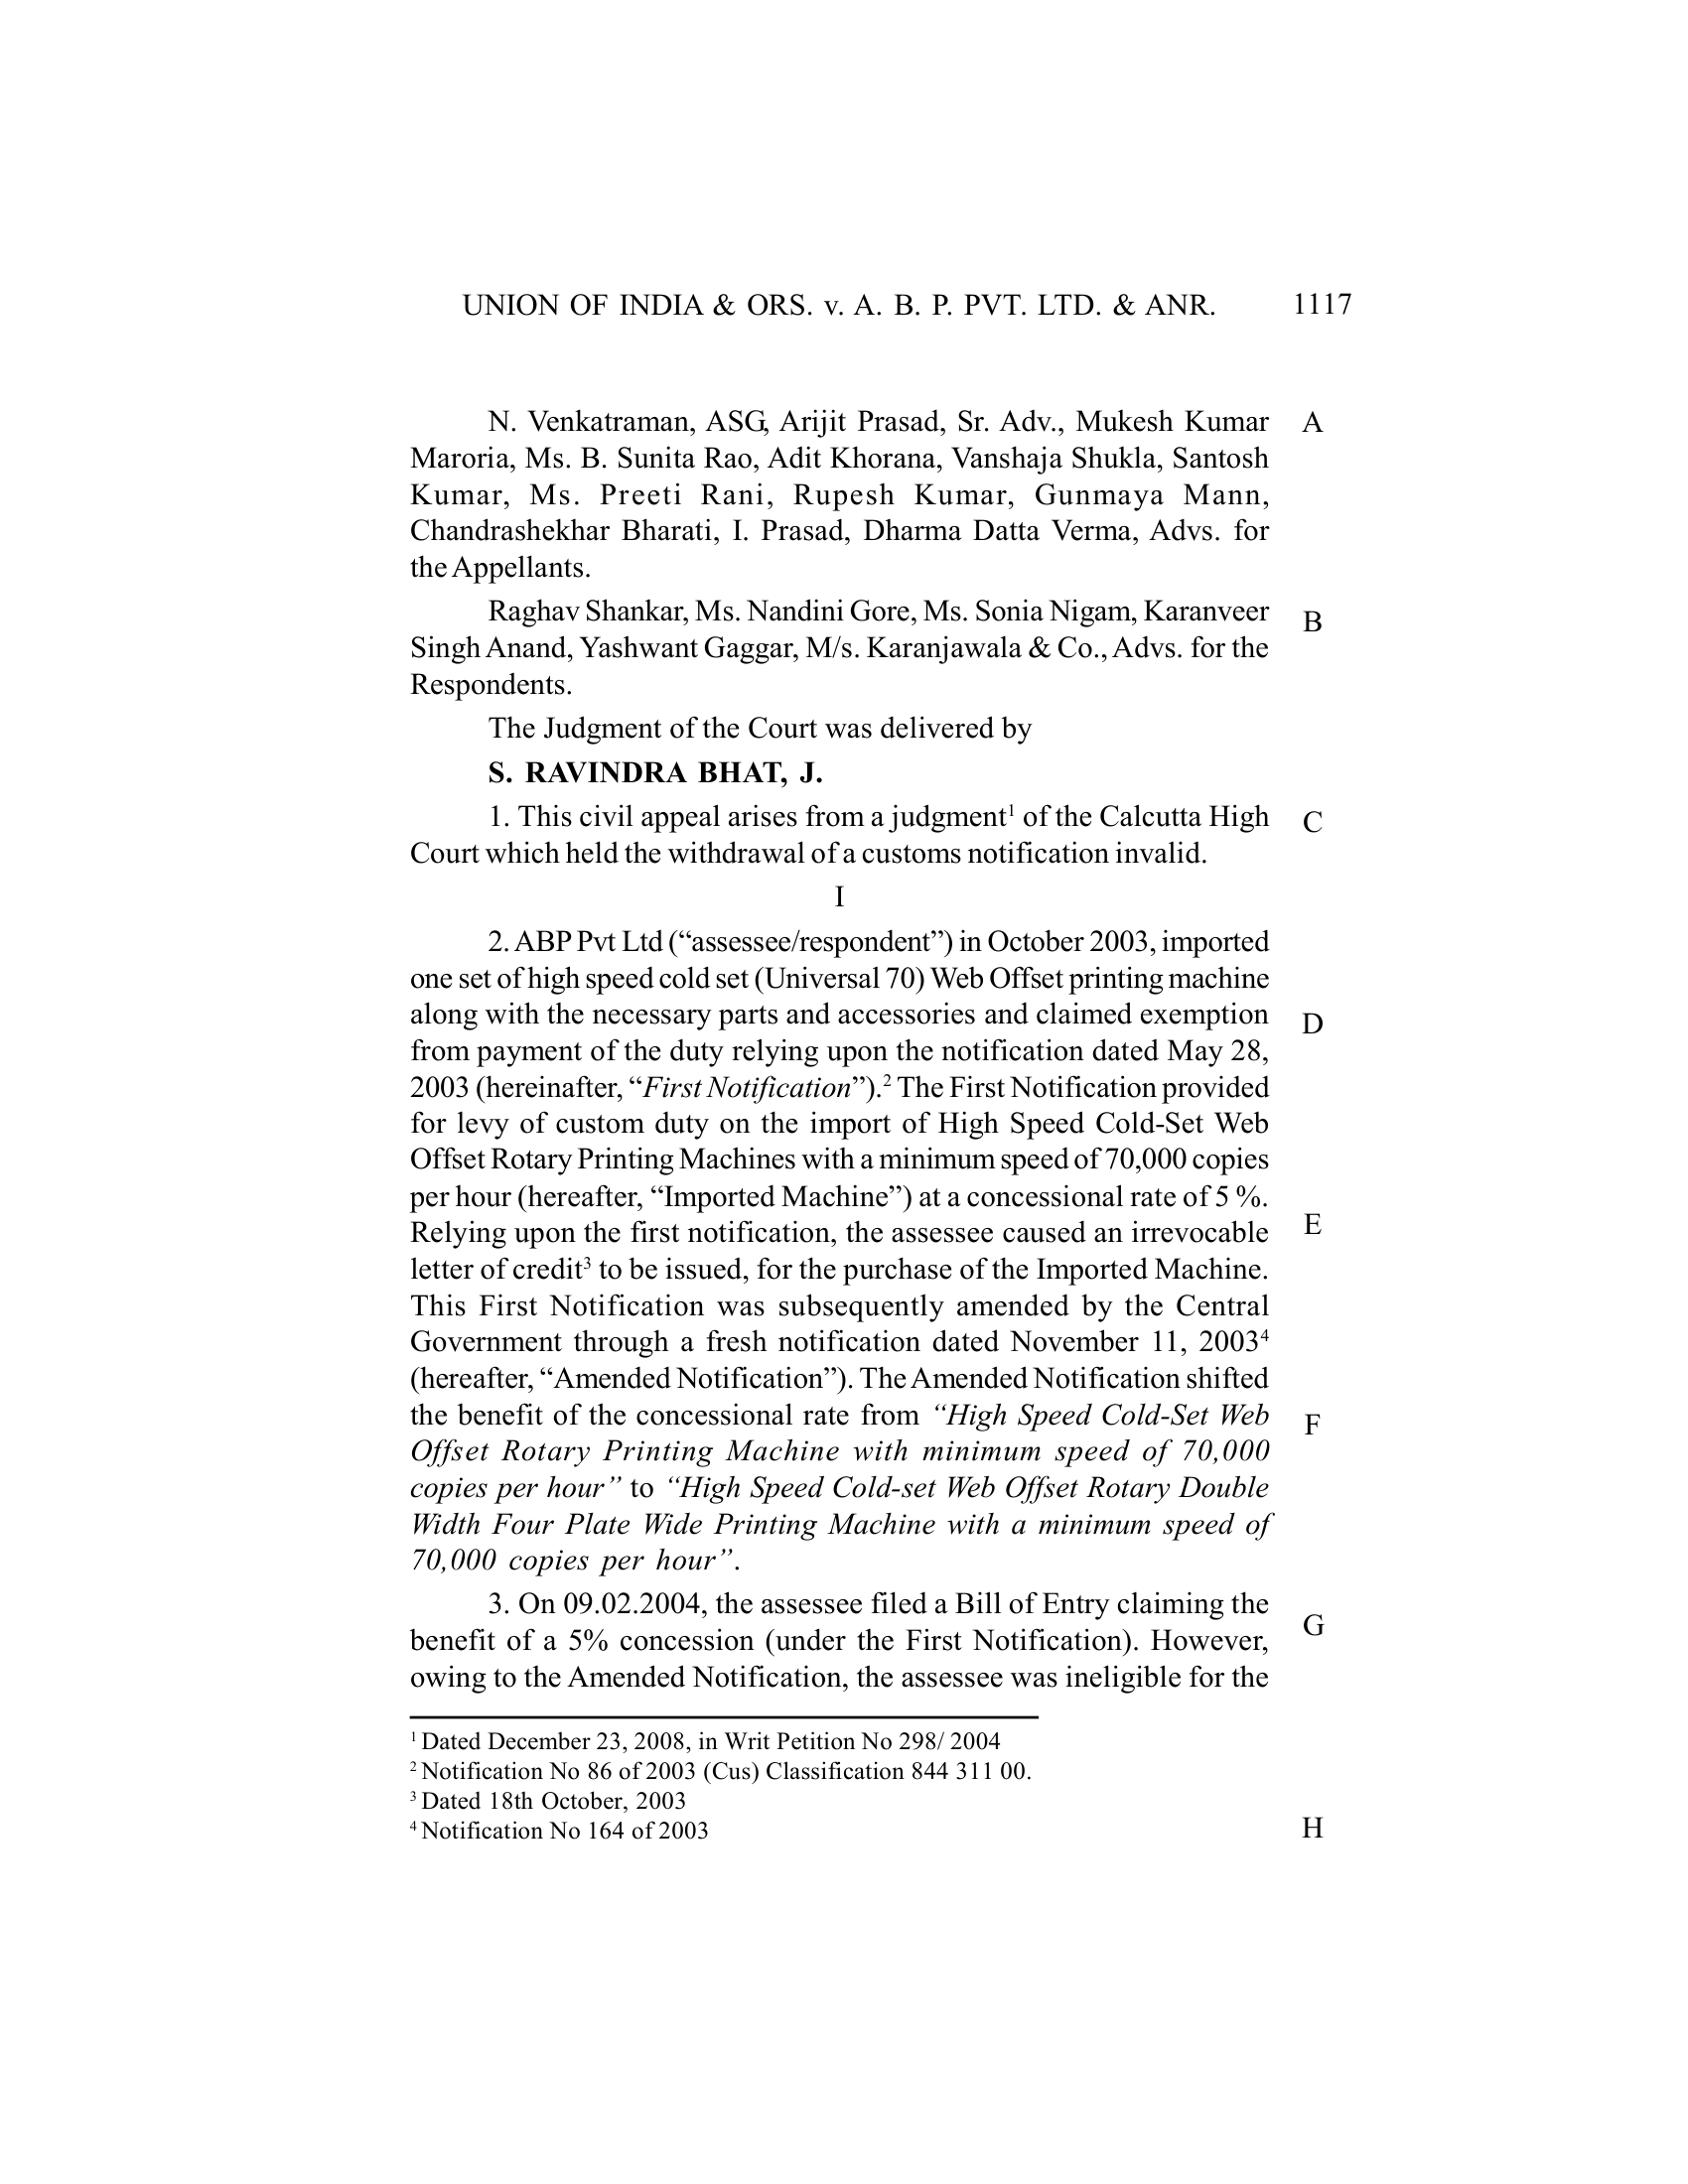 UNION OF INDIA & ORS. v. A. B. P. PVT. LTD. & ANR. 1117
N. Venkatraman, ASG, Arijit Prasad, Sr. Adv., Mukesh Kumar A
Maroria, Ms. B. Sunita Rao, Adit Khorana, Vanshaja Shukla, Santosh
Kumar, Ms. Preeti Rani, Rupesh Kumar, Gunmaya Mann,
Chandrashekhar Bharati, I. Prasad, Dharma Datta Verma, Advs. for
the Appellants.
Raghav Shankar, Ms. Nandini Gore, Ms. Sonia Nigam, Karanveer B
Singh Anand, Yashwant Gaggar, M/s. Karanjawala & Co., Advs. for the
Respondents.
The Judgment of the Court was delivered by
S. RAVINDRA BHAT, J.
1. This civil appeal arises from a judgment¹ of the Calcutta High C
Court which held the withdrawal of a customs notification invalid.
I
2. ABP Pvt Ltd (“assessee/respondent”) in October 2003, imported
one set of high speed cold set (Universal 70) Web Offset printing machine
along with the necessary parts and accessories and claimed exemption D
from payment of the duty relying upon the notification dated May 28,
2003 (hereinafter, “First Notification”).² The First Notification provided
for levy of custom duty on the import of High Speed Cold-Set Web
Offset Rotary Printing Machines with a minimum speed of 70,000 copies
per hour (hereafter, “Imported Machine”) at a concessional rate of 5 %.
Relying upon the first notification, the assessee caused an irrevocable E
letter of credit³ to be issued, for the purchase of the Imported Machine.
This First Notification was subsequently amended by the Central
Government through a fresh notification dated November 11, 2003⁴
(hereafter, “Amended Notification”). The Amended Notification shifted
the benefit of the concessional rate from “High Speed Cold-Set Web F
Offset Rotary Printing Machine with minimum speed of 70,000
copies per hour” to “High Speed Cold-set Web Offset Rotary Double
Width Four Plate Wide Printing Machine with a minimum speed of
70,000 copies per hour”.
3. On 09.02.2004, the assessee filed a Bill of Entry claiming the
benefit of a 5% concession (under the First Notification). However, G
owing to the Amended Notification, the assessee was ineligible for the
¹ Dated December 23, 2008, in Writ Petition No 298/ 2004
² Notification No 86 of 2003 (Cus) Classification 844 311 00.
³ Dated 18th October, 2003
⁴ Notification No 164 of 2003 H